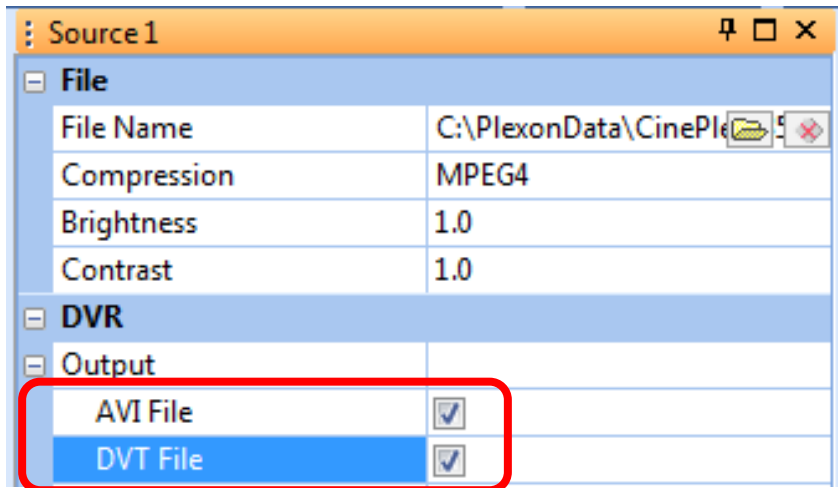 Source 1
File
File Name C:\PlexonData\CinePle
Compression MPEG4
Brightness 1.0
Contrast 1.0
DVR
Output
AVI File
DVT File